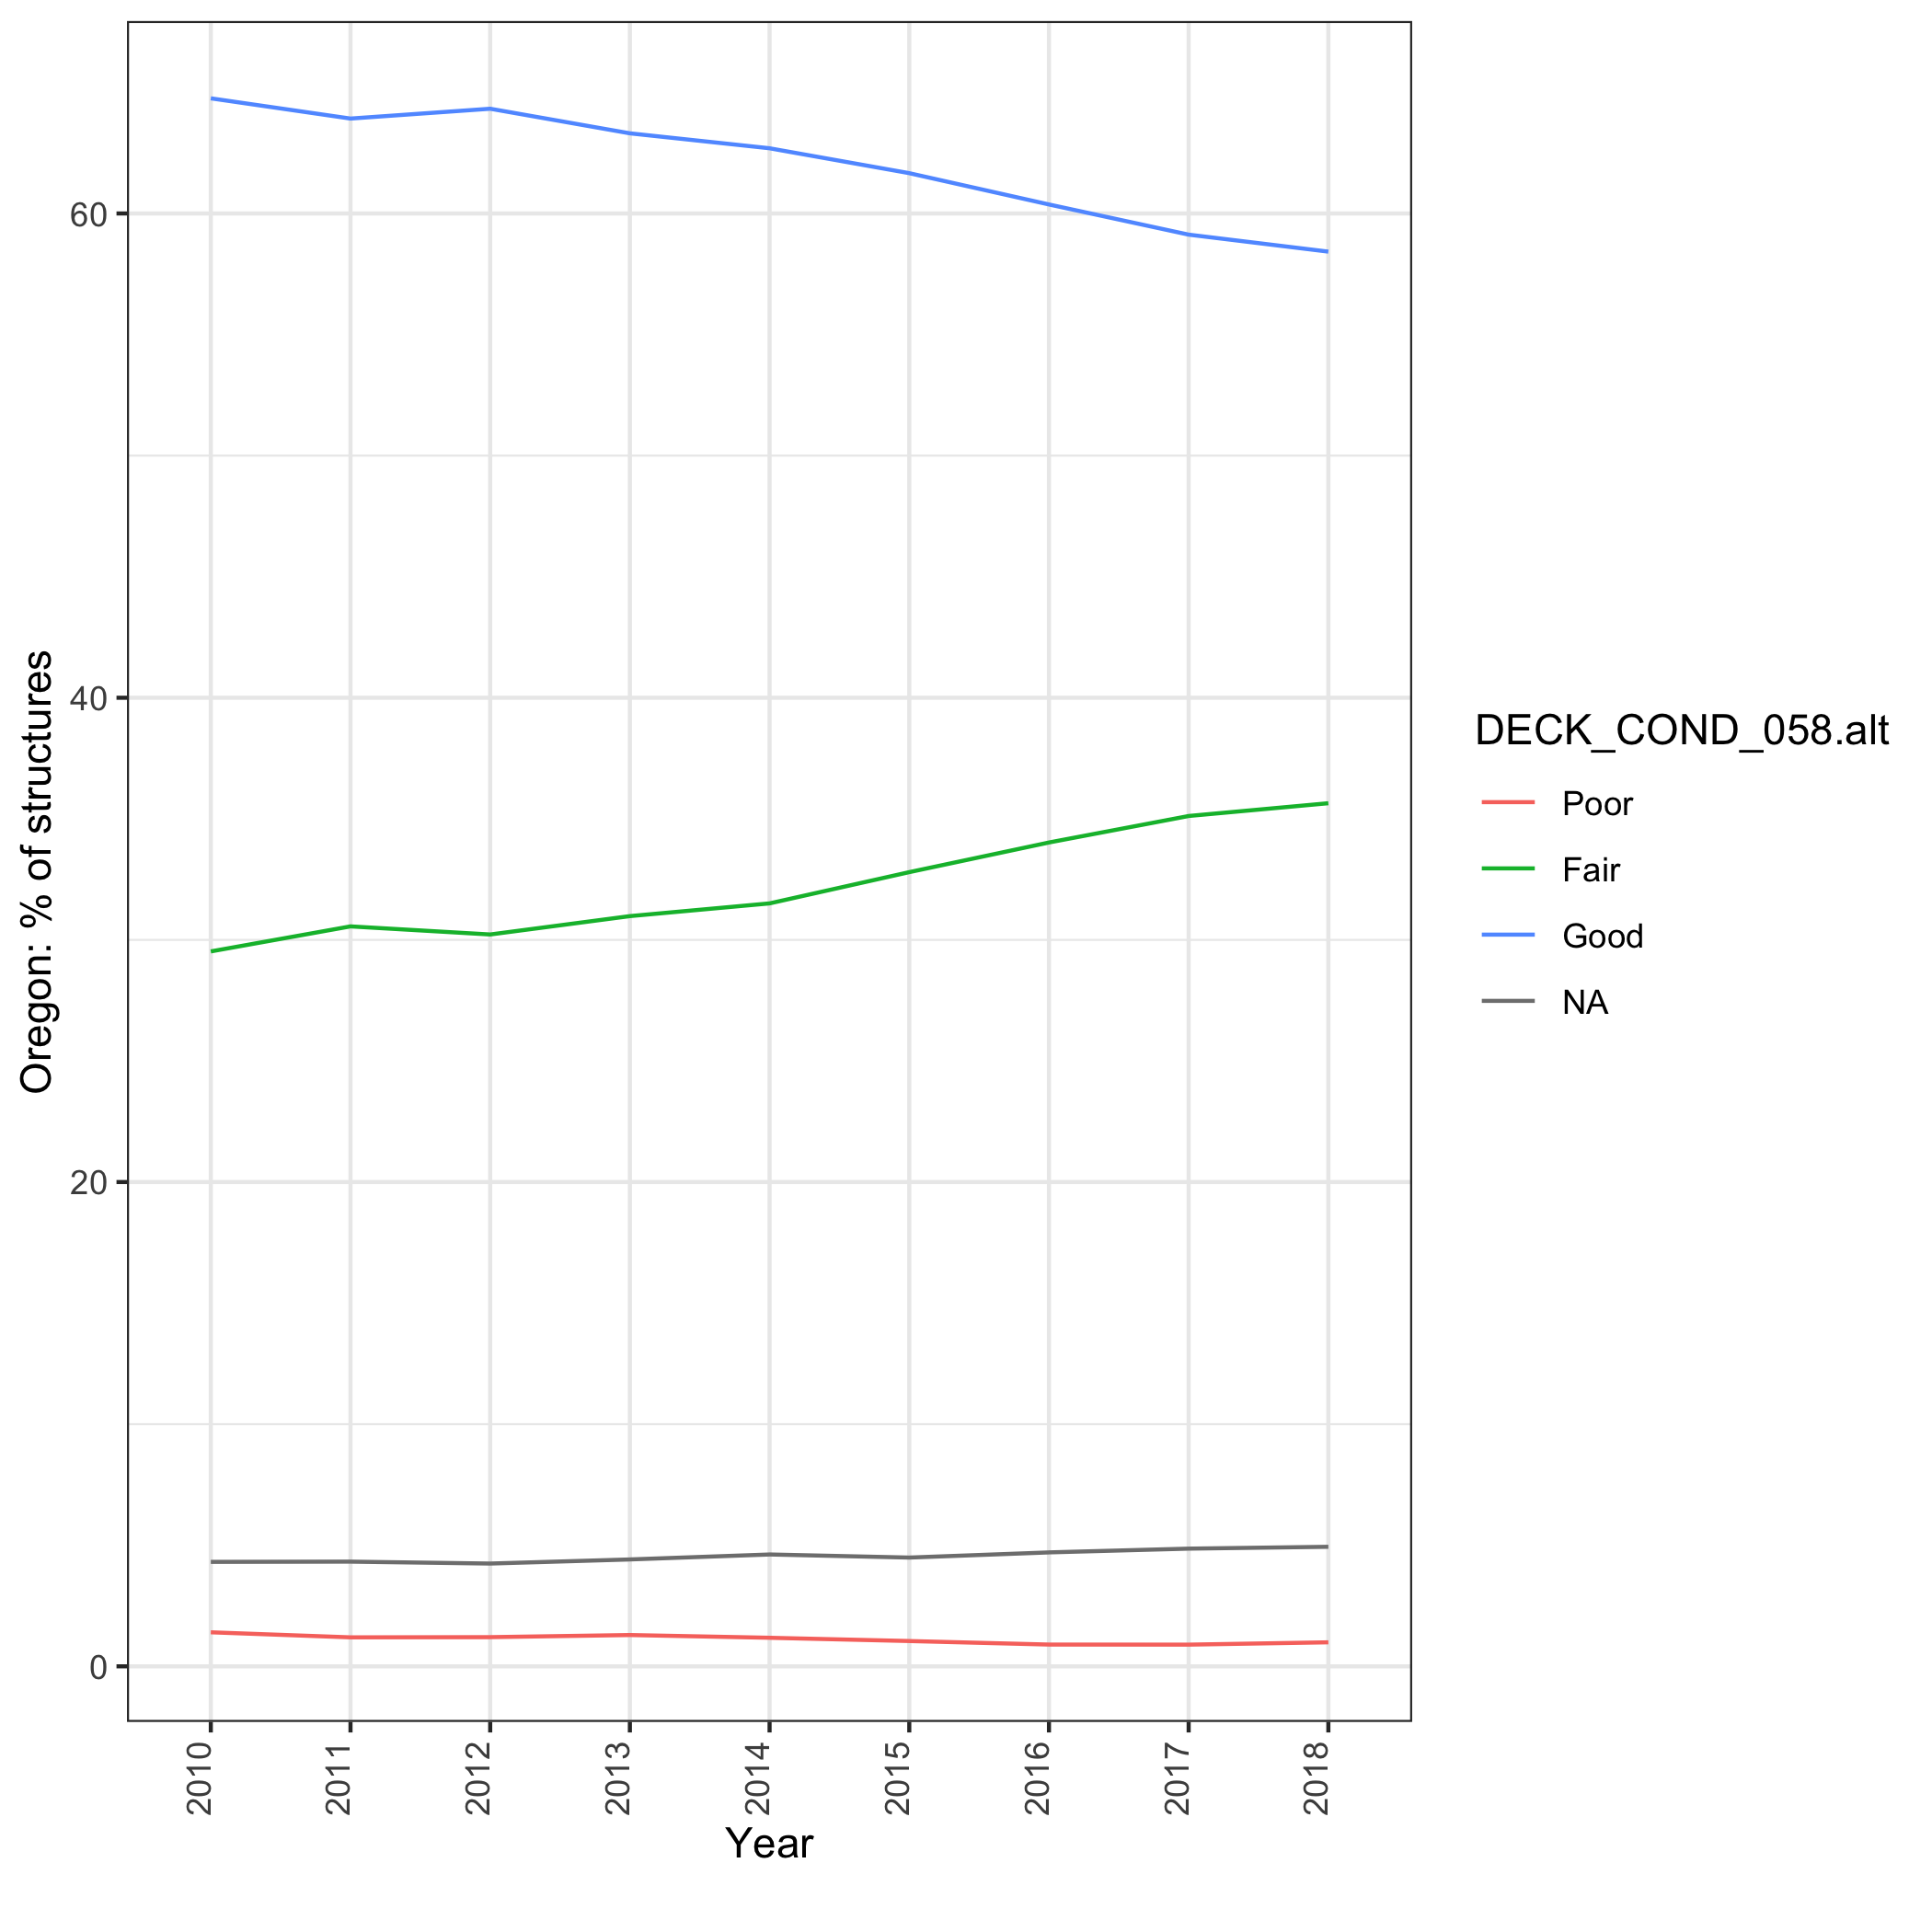 Oregon: % of structures
60
40
20
0
2010
2011
2012
2013
2014
2015
2016
2017
2018
Year
DECK_COND_058.alt
Poor
Fair
Good
NA